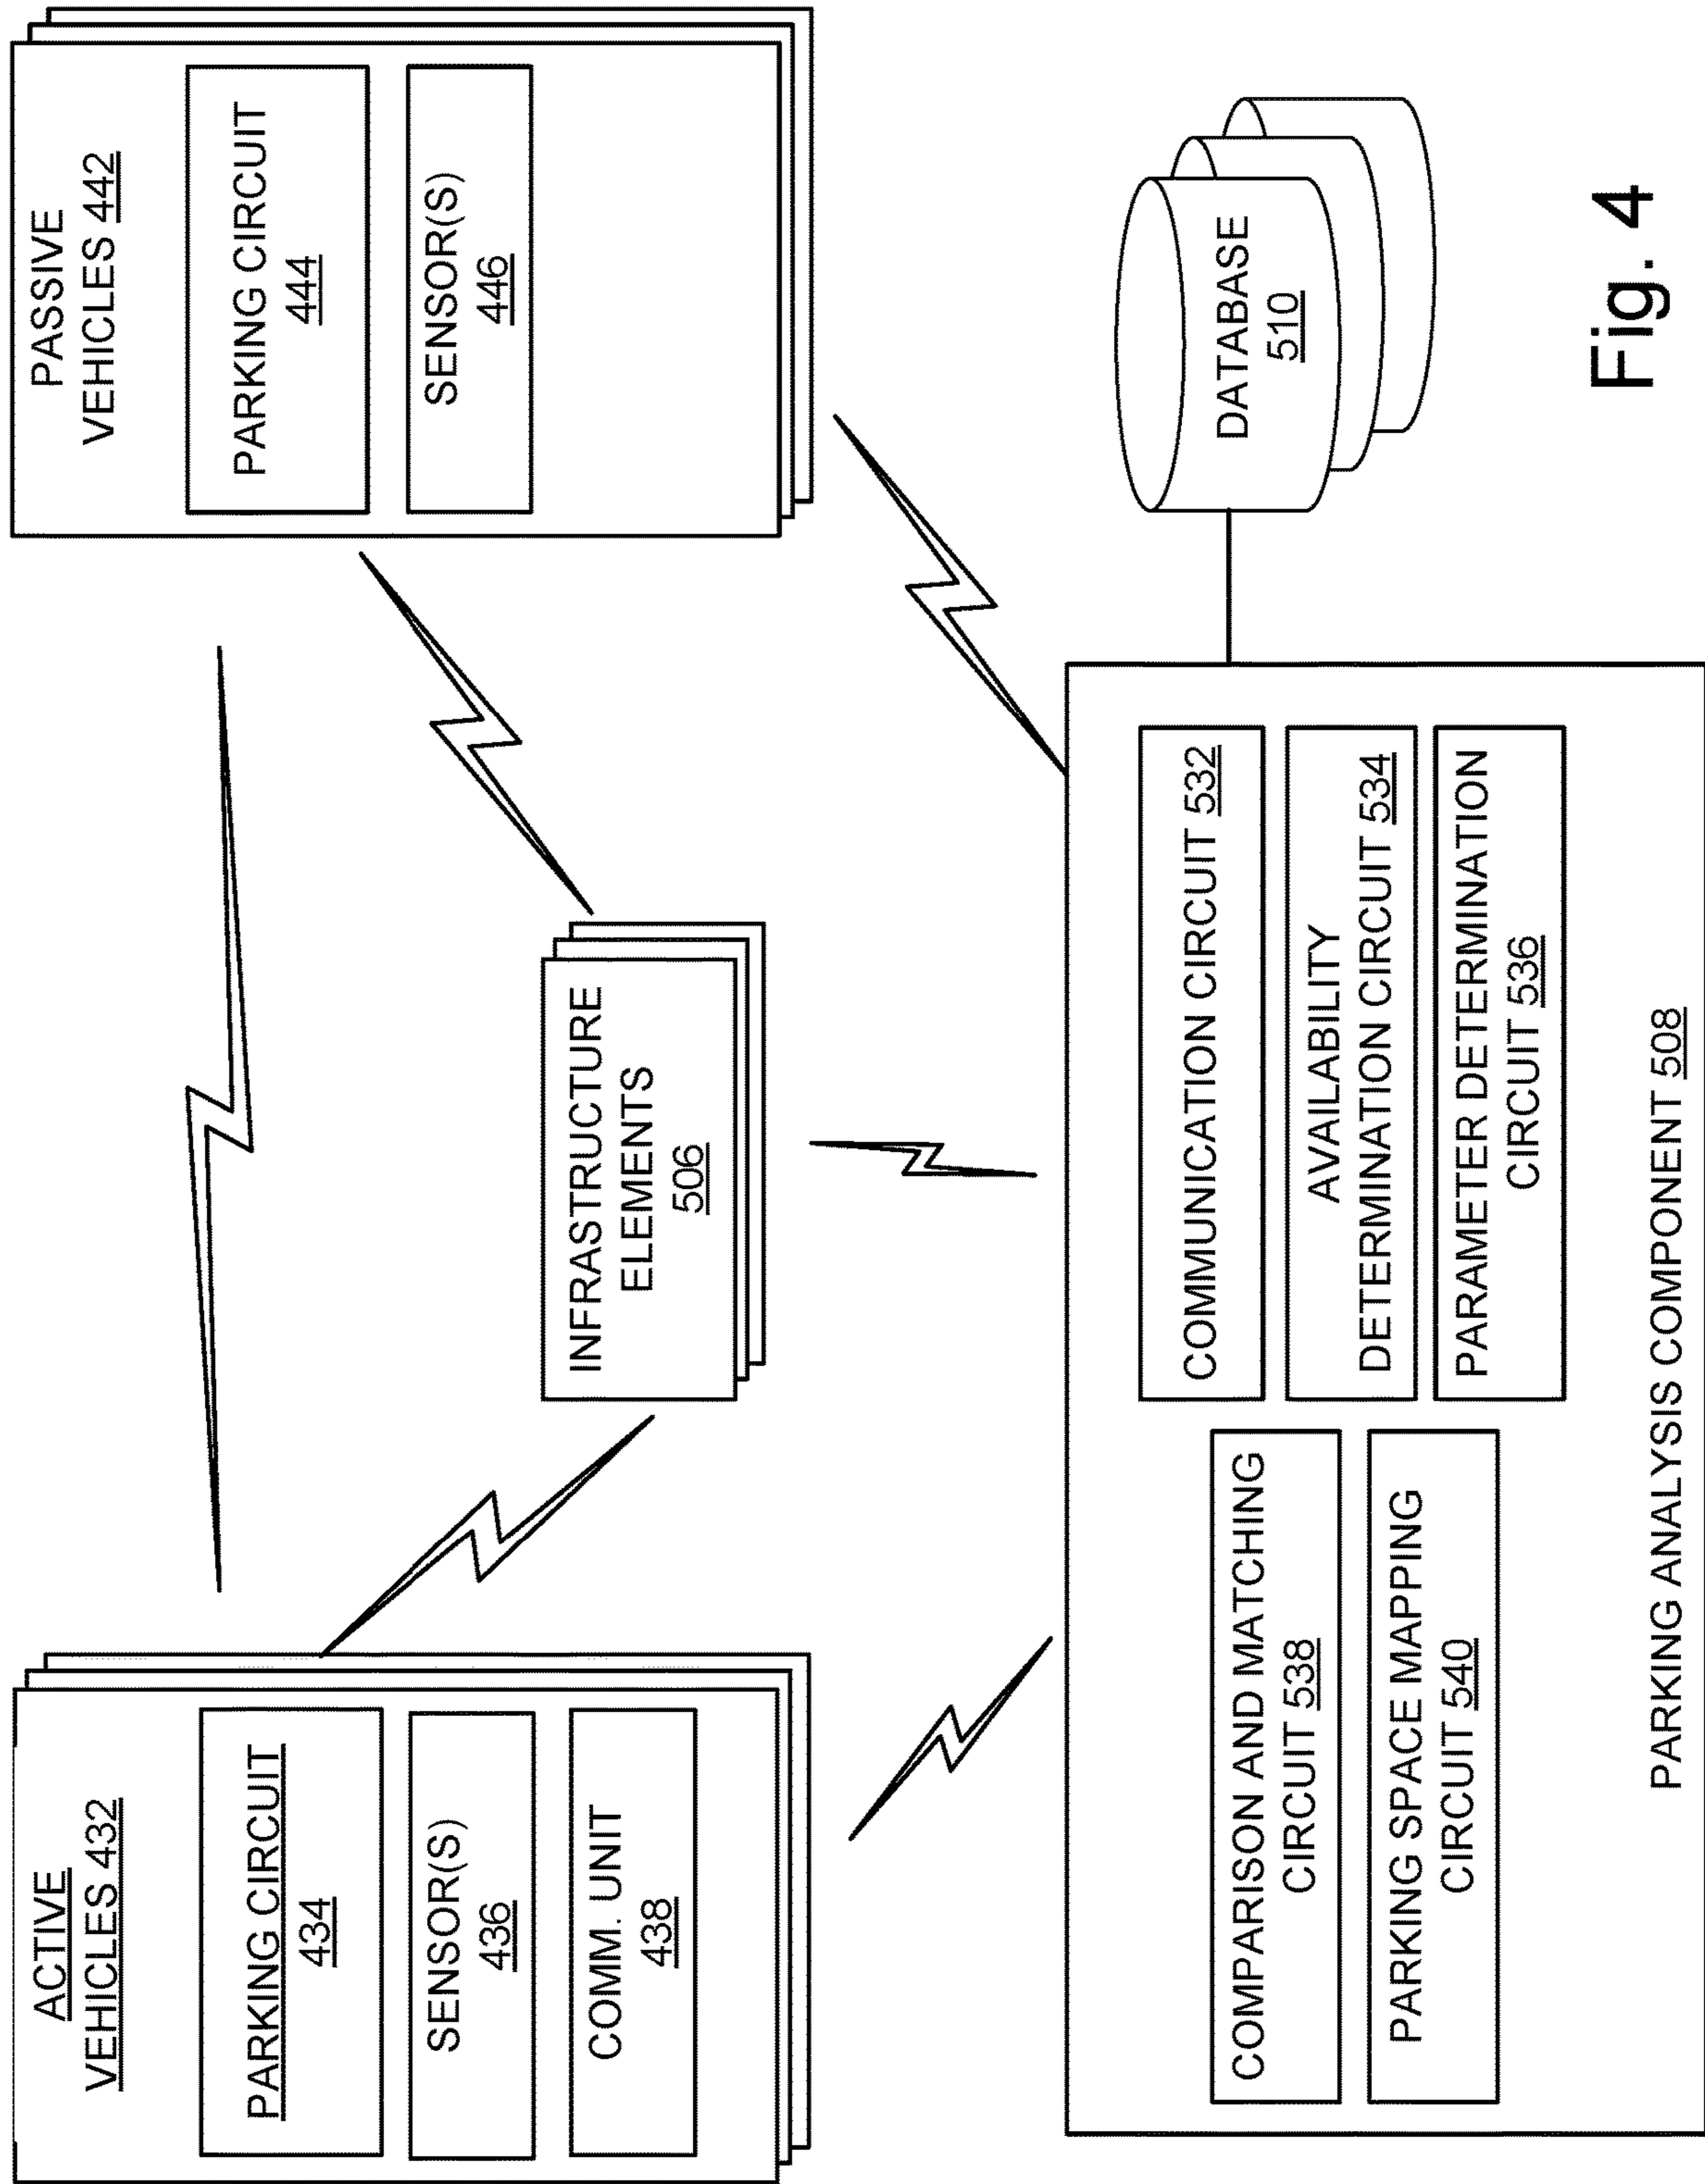 ACTIVE
VEHICLES 432
PARKING CIRCUIT
434
SENSOR(S)
436
COMM. UNIT
438
PASSIVE
VEHICLES 442
PARKING CIRCUIT
444
SENSOR(S)
446
INFRASTRUCTURE
ELEMENTS
506
COMPARISON AND MATCHING
CIRCUIT 538
PARKING SPACE MAPPING
CIRCUIT 540
COMMUNICATION CIRCUIT 532
AVAILABILITY
DETERMINATION CIRCUIT 534
PARAMETER DETERMINATION
CIRCUIT 536
PARKING ANALYSIS COMPONENT 508
DATABASE
510
Fig. 4